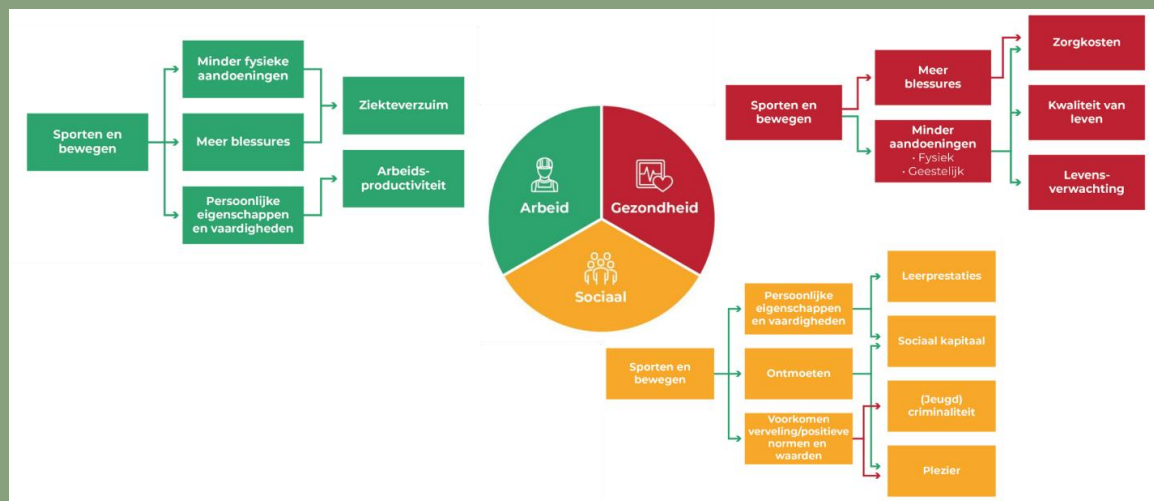 Sporten en
bewegen
Minder fysieke
aandoeningen
Meer blessures
Persoonlijke
eigenschappen
en vaardigheden
Ziekteverzuim
Arbeids-
productiviteit
Arbeid
Gezondheid
Sociaal
Sporten en
bewegen
Meer
blessures
Minder
aandoeningen
• Fysiek
• Geestelijk
Zorgkosten
Kwaliteit van
leven
Levens-
verwachting
Sporten en
bewegen
Persoonlijke
eigenschappen
en vaardigheden
Ontmoeten
Voorkomen
verveling/positieve
normen en
waarden
Leerprestaties
Sociaal kapitaal
(Jeugd)
criminaliteit
Plezier